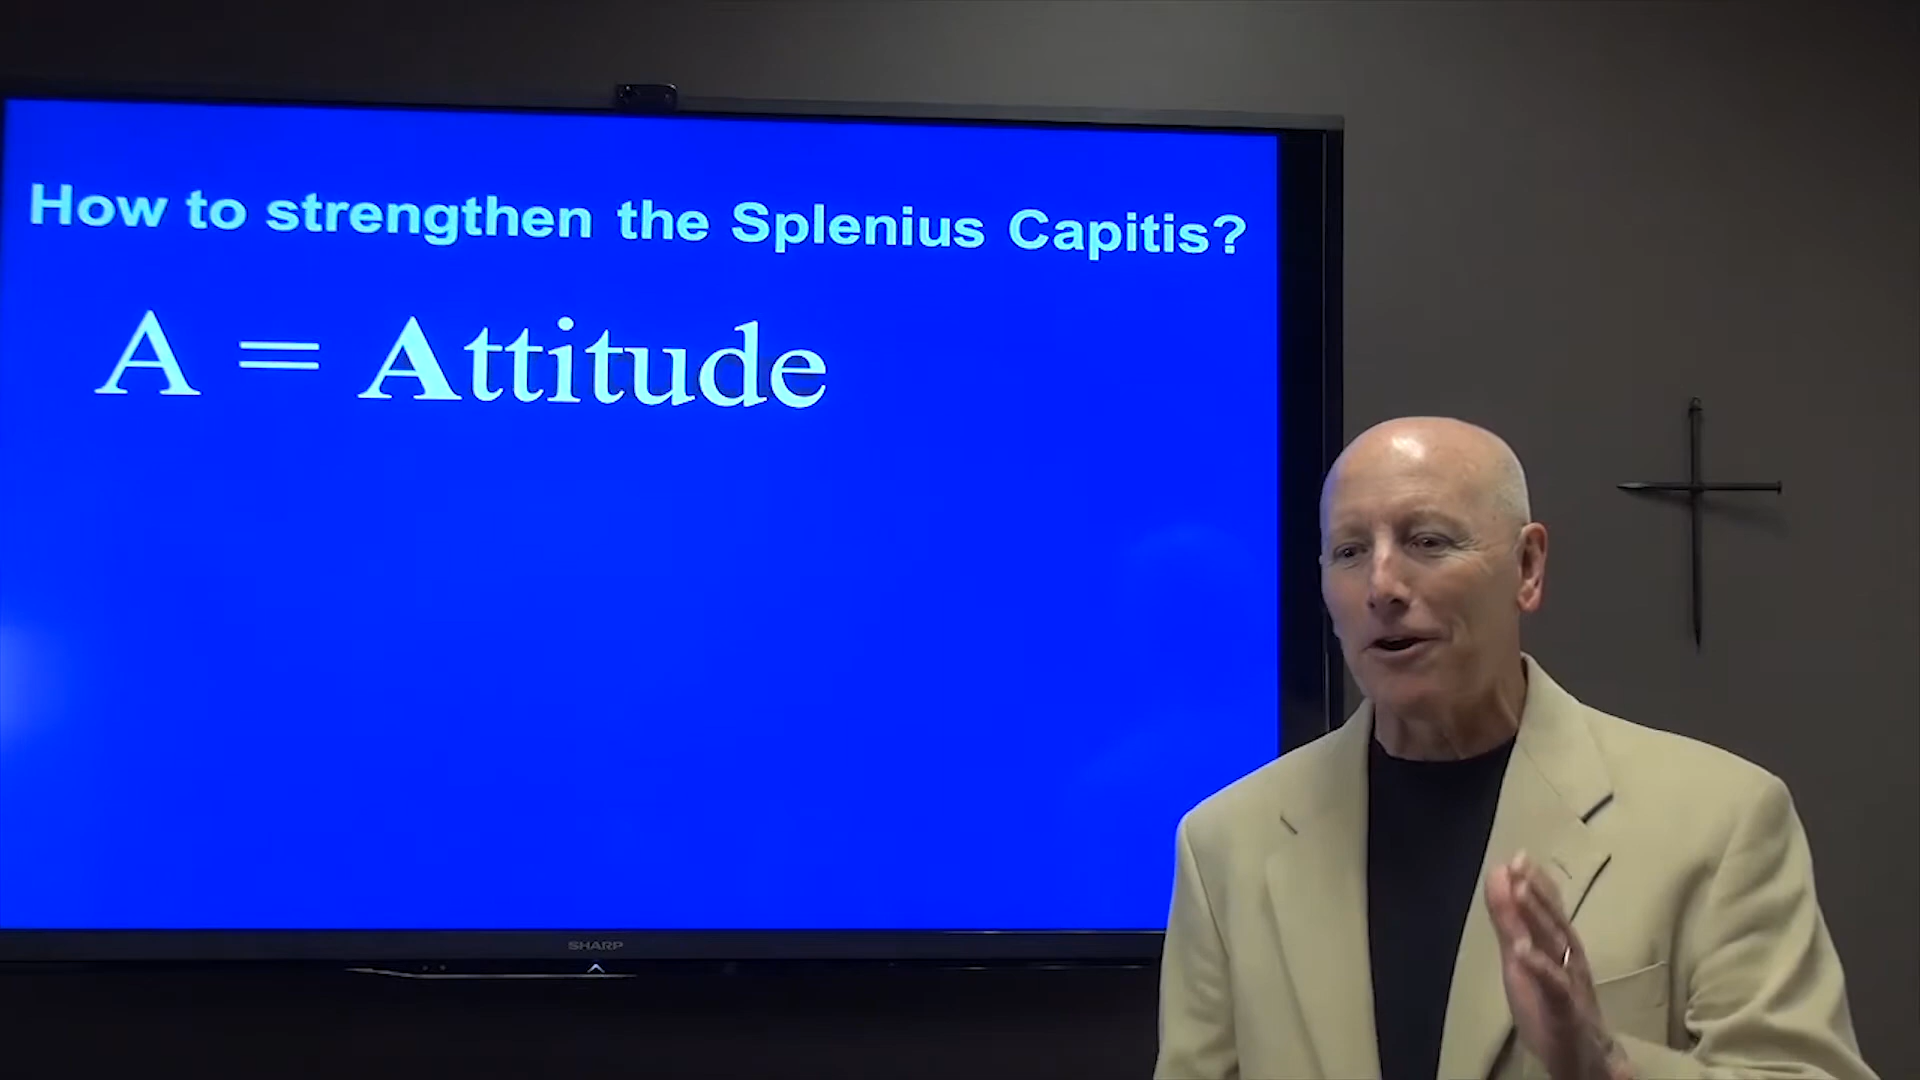 How to strengthen the Splenius Capitis?
A = Attitude
SHARP